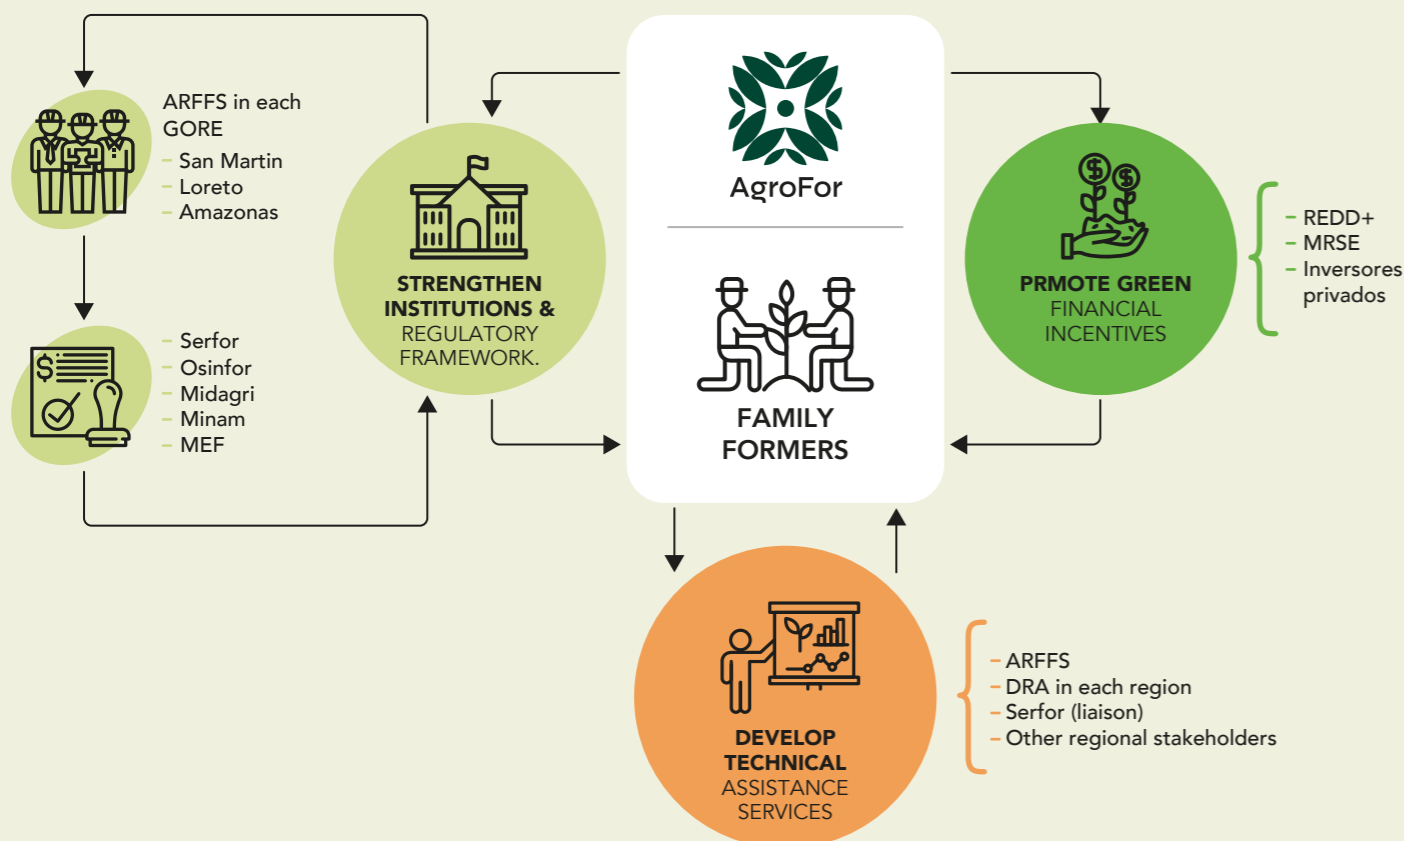 ARFFS in each
GORE
– San Martin
– Loreto
– Amazonas
– Serfor
– Osinfor
– Midagri
– Minam
– MEF
$
STRENGTHEN
INSTITUTIONS &
REGULATORY
FRAMEWORK.
AgroFor
FAMILY
FORMERS
$ $
PRMOTE GREEN
FINANCIAL
INCENTIVES
– REDD+
– MRSE
– Inversores
privados
DEVELOP
TECHNICAL
ASSISTANCE
SERVICES
– ARFFS
– DRA in each region
– Serfor (liaison)
– Other regional stakeholders